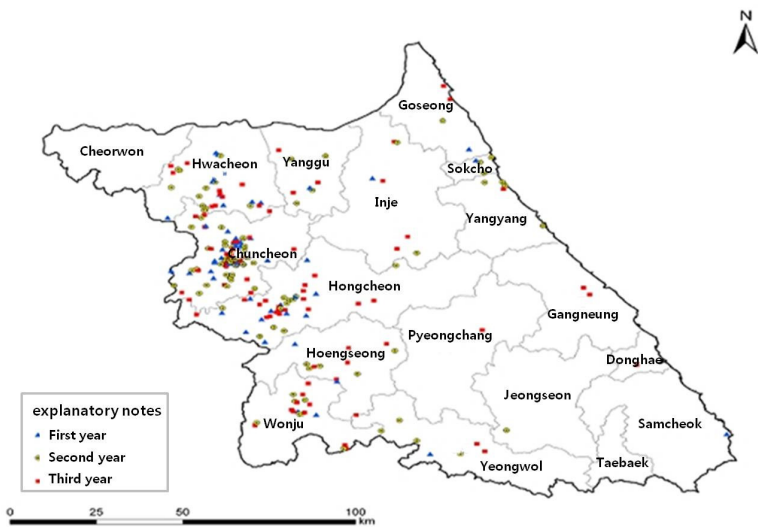 N
Goseong
Cheorwon
Hwacheon
Yanggu
Sokcho
Inje
Yangyang
Chuncheon
Hongcheon
Gangneung
Pyeongchang
Hoengseong
Donghae
Jeongseon
explanatory notes
First year
Second year
Third year
Wonju
Samcheok
Yeongwol
Taebaek
0 25 50 100
km